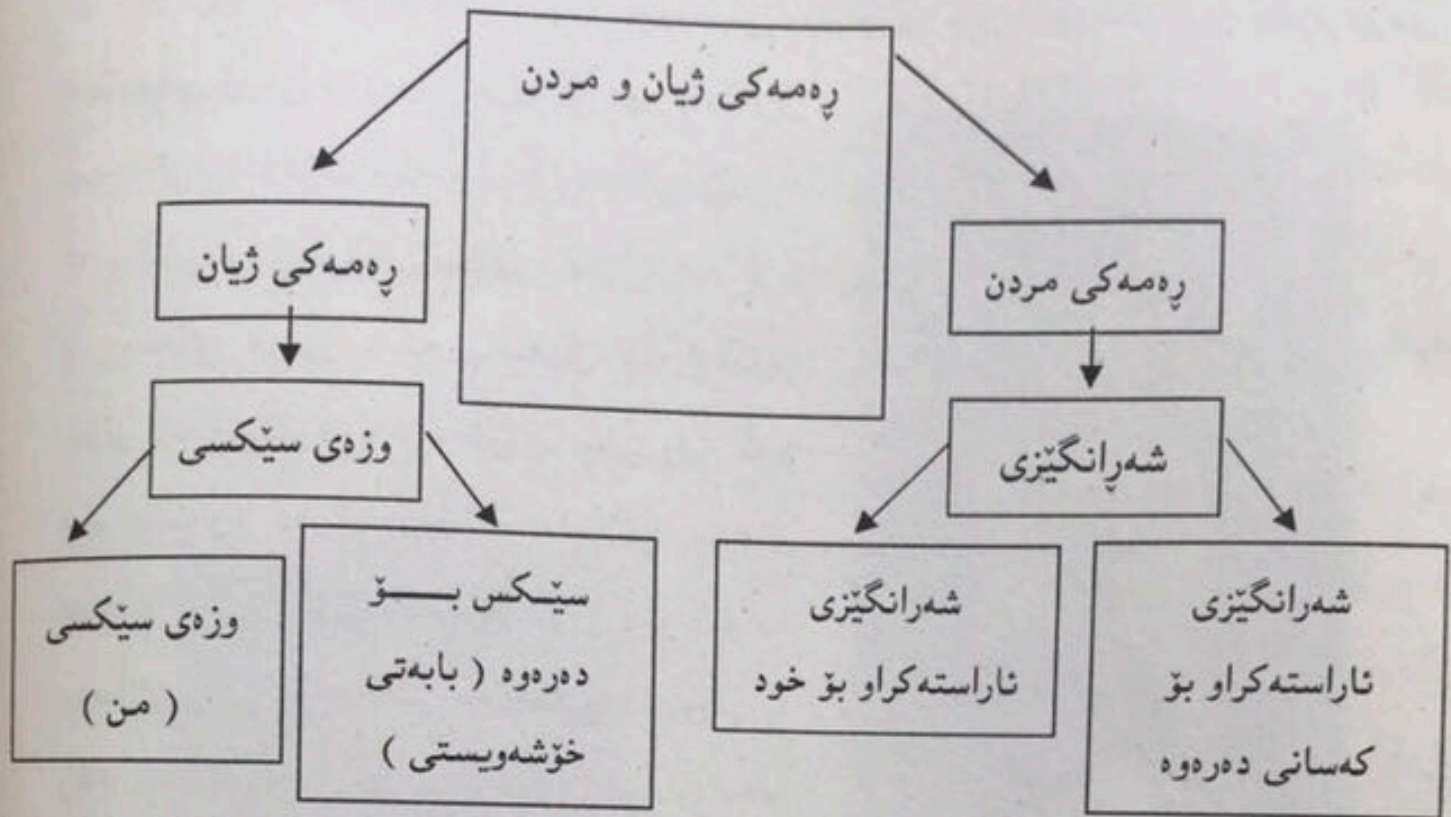 ڕەمەکی ژیان و مردن
ڕەمەکی ژیان
ڕەمەکی مردن
وزەی سێکسی
شەڕانگێزی
وزەی سێکسی
( من )
سێکس بۆ
دەرەوە ( بابەتی
خۆشەویستی )
شەرانگێزی
ئاراستەکراو بۆ خود
شەرانگێزی
ئاراستەکراو بۆ
کەسانی دەرەوە